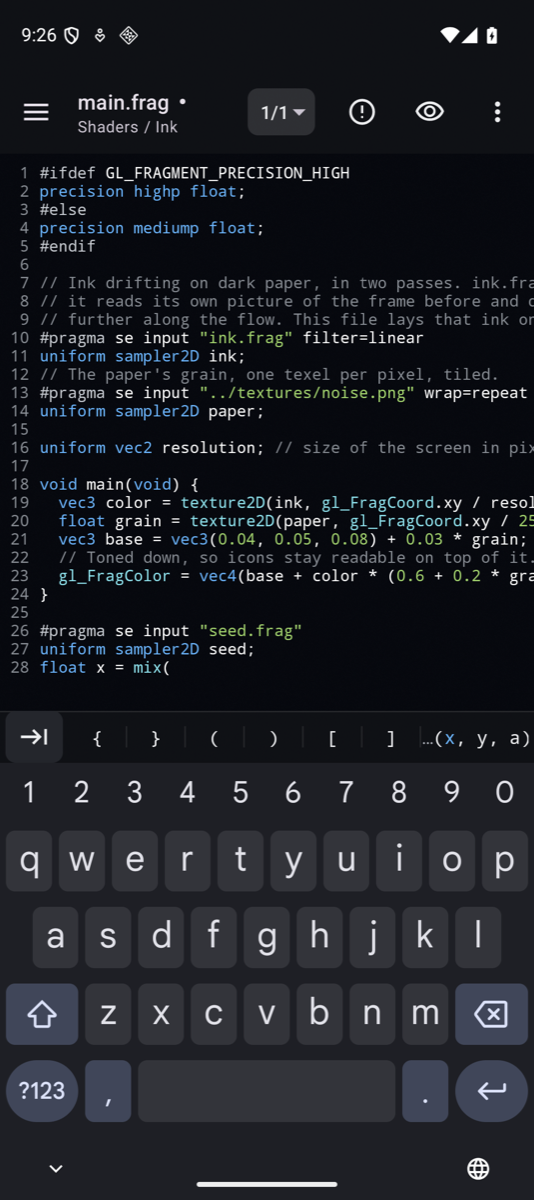 9:26
main.frag •
Shaders / Ink
1/1
1 #ifdef GL_FRAGMENT_PRECISION_HIGH
2 precision highp float;
3 #else
4 precision mediump float;
5 #endif
6
7 // Ink drifting on dark paper, in two passes. ink.fra
8 // it reads its own picture of the frame before and
9 // further along the flow. This file lays that ink on
10 #pragma se input "ink.frag" filter=linear
11 uniform sampler2D ink;
12 // The paper's grain, one texel per pixel, tiled.
13 #pragma se input "../textures/noise.png" wrap=repeat
14 uniform sampler2D paper;
15
16 uniform vec2 resolution; // size of the screen in pix
17
18 void main(void) {
19   vec3 color = texture2D(ink, gl_FragCoord.xy / resol
20   float grain = texture2D(paper, gl_FragCoord.xy / 25
21   vec3 base = vec3(0.04, 0.05, 0.08) + 0.03 * grain;
22   // Toned down, so icons stay readable on top of it.
23   gl_FragColor = vec4(base + color * (0.6 + 0.2 * gra
24 }
25
26 #pragma se input "seed.frag"
27 uniform sampler2D seed;
28 float x = mix(
{ } ( ) [ ] …(x, y, a)
1 2 3 4 5 6 7 8 9 0
q w e r t y u i o p
a s d f g h j k l
z x c v b n m
?123 , .